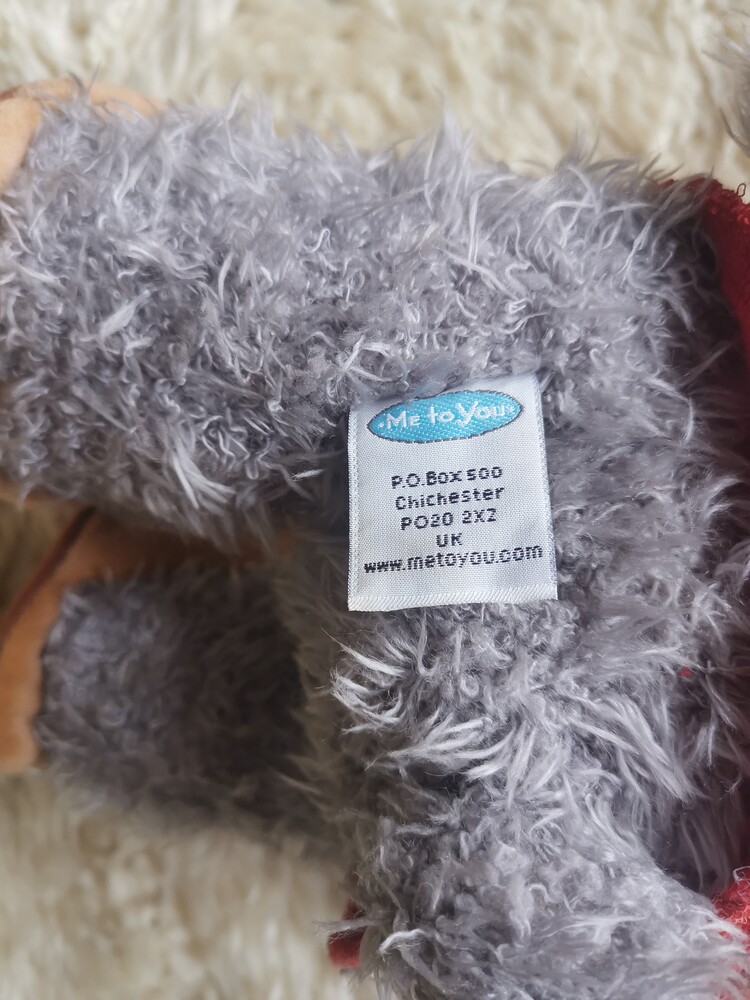 •Me to You•
P.O.Box 500
Chichester
PO20 2XZ
UK
www.metoyou.com